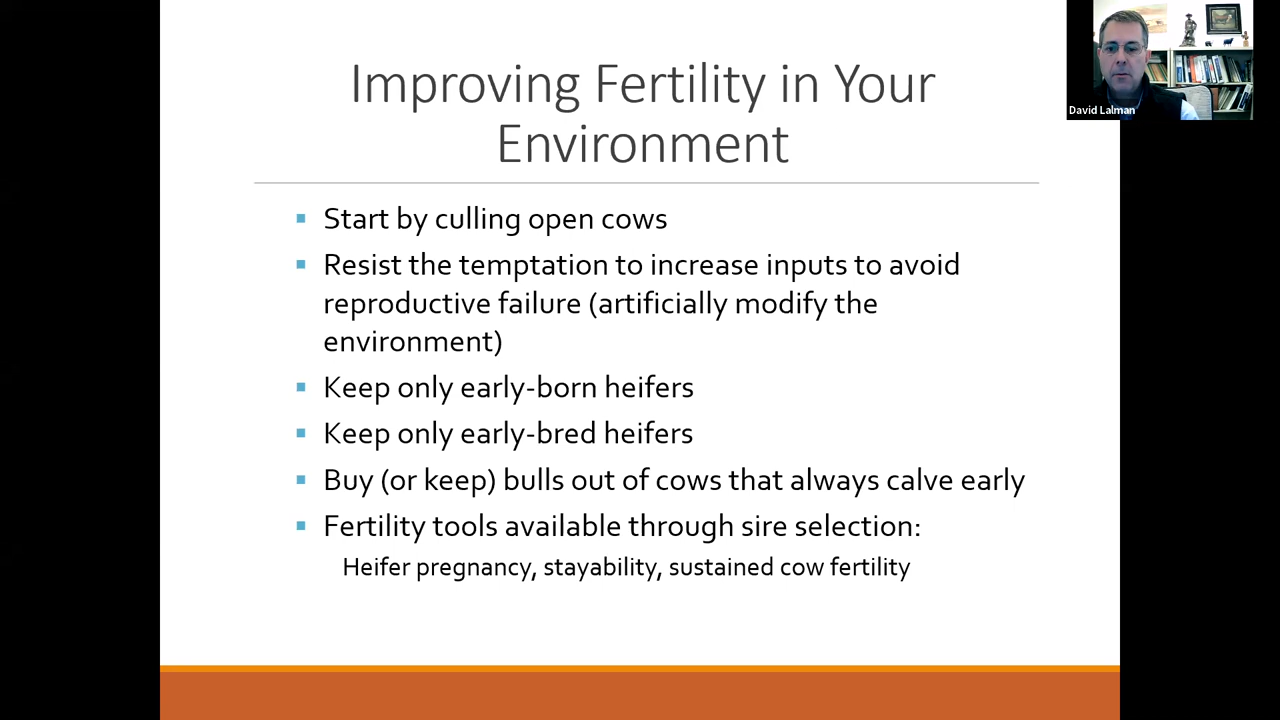 Improving Fertility in Your
Environment
David Lalman
▪ Start by culling open cows
▪ Resist the temptation to increase inputs to avoid
reproductive failure (artificially modify the
environment)
▪ Keep only early-born heifers
▪ Keep only early-bred heifers
▪ Buy (or keep) bulls out of cows that always calve early
▪ Fertility tools available through sire selection:
Heifer pregnancy, stayability, sustained cow fertility